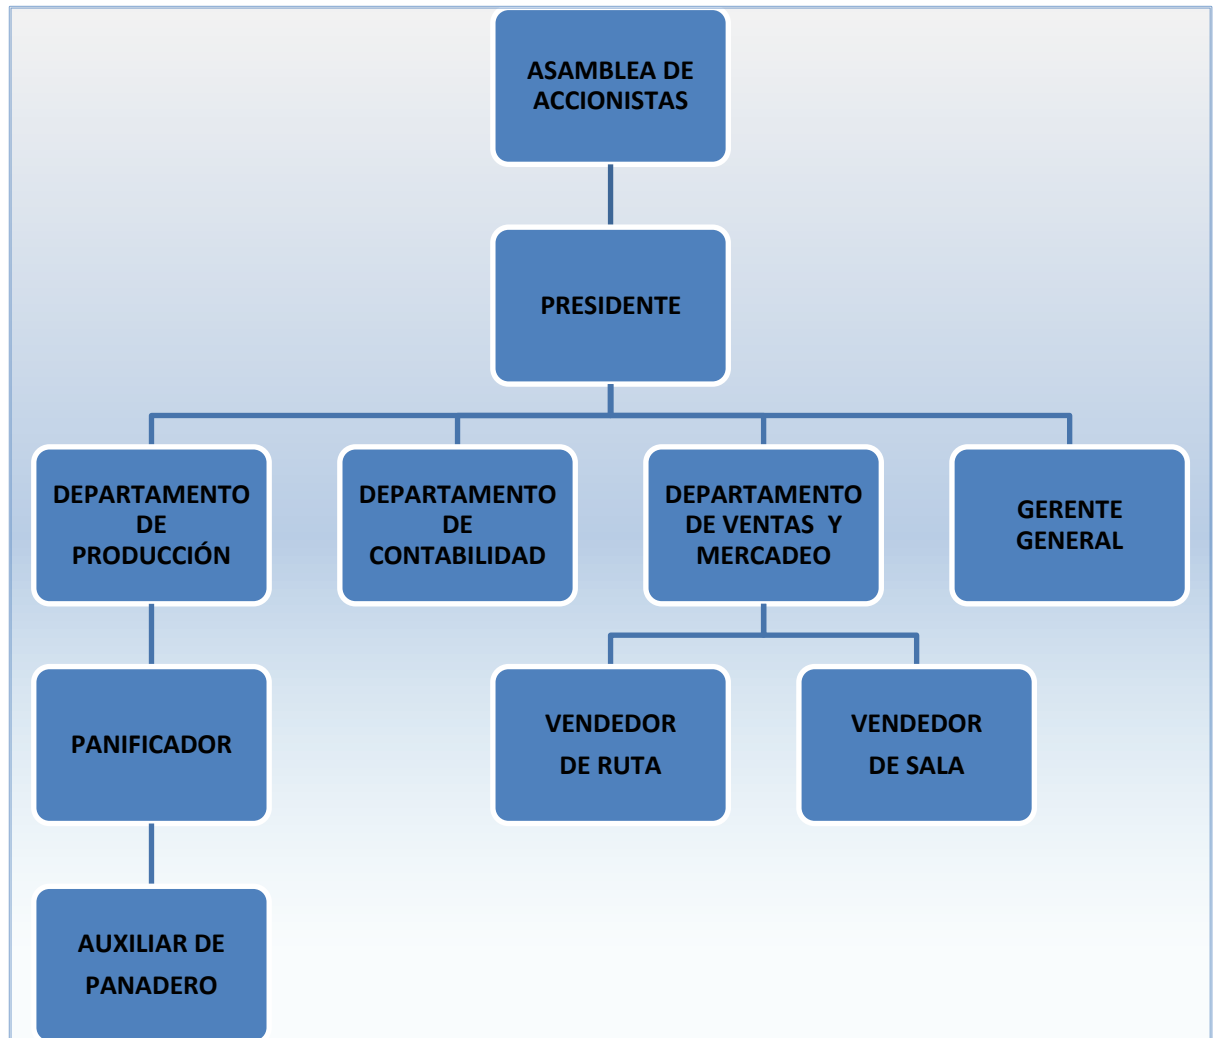 ASAMBLEA DE
ACCIONISTAS
PRESIDENTE
DEPARTAMENTO
DE
PRODUCCIÓN
DEPARTAMENTO
DE
CONTABILIDAD
DEPARTAMENTO
DE VENTAS  Y
MERCADEO
GERENTE
GENERAL
PANIFICADOR
VENDEDOR
DE RUTA
VENDEDOR
DE SALA
AUXILIAR DE
PANADERO